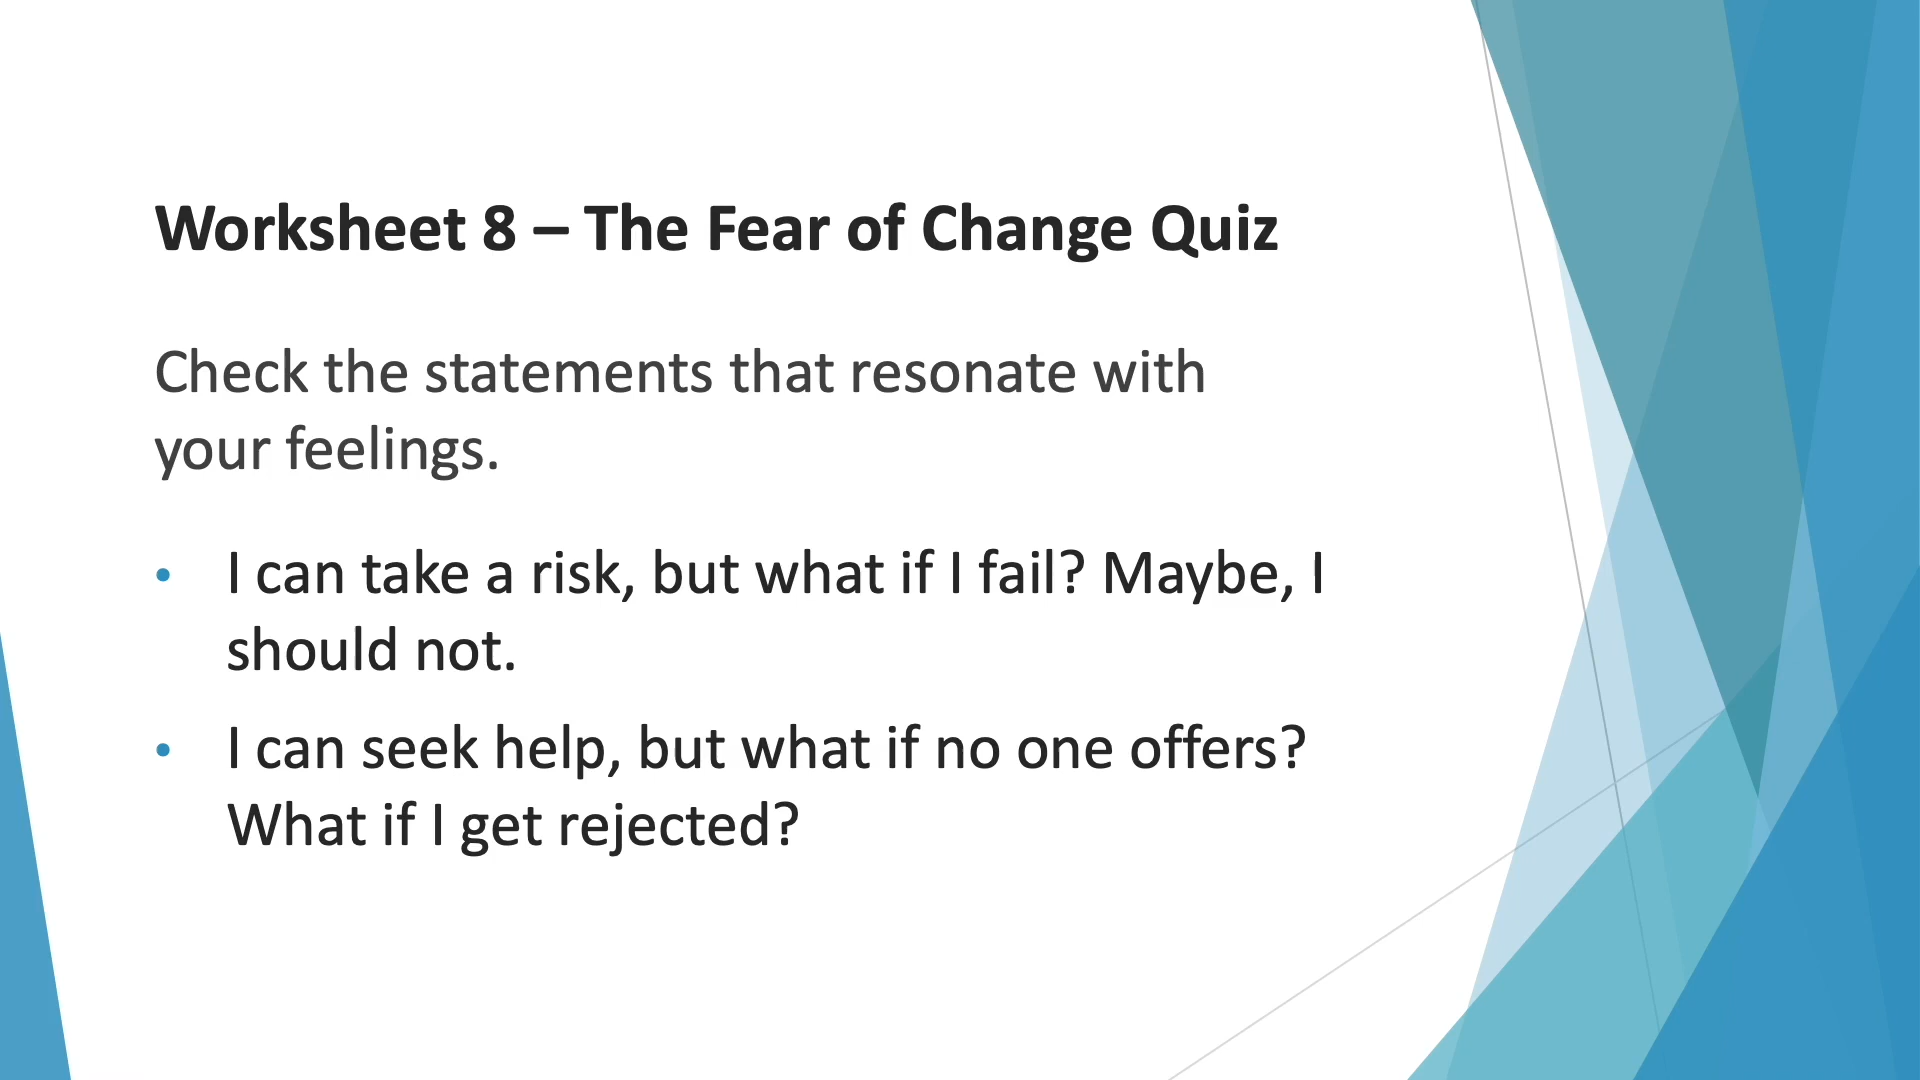 Worksheet 8 – The Fear of Change Quiz
Check the statements that resonate with
your feelings.
• I can take a risk, but what if I fail? Maybe, I
should not.
• I can seek help, but what if no one offers?
What if I get rejected?